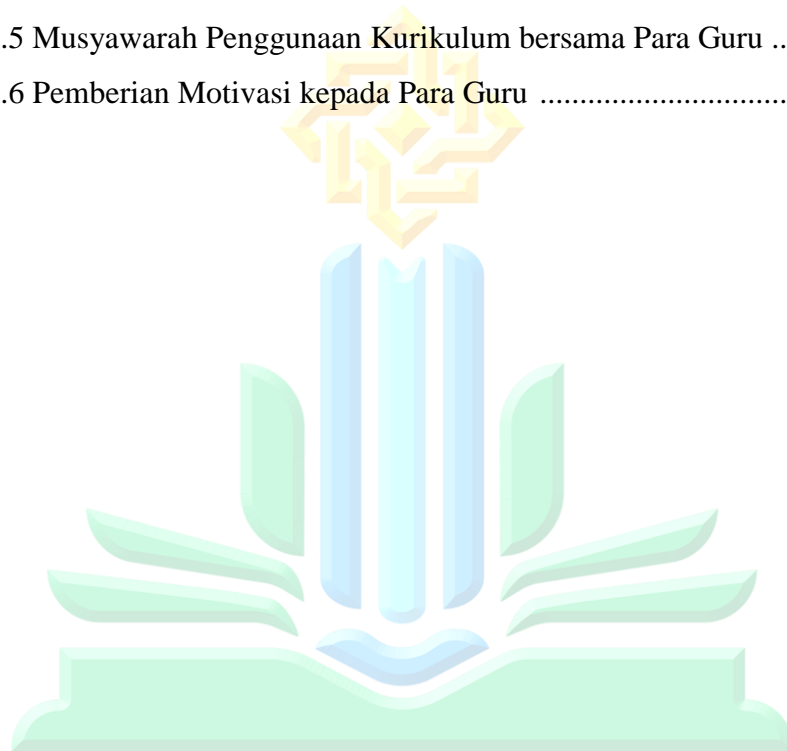 .5 Musyawarah Penggunaan Kurikulum bersama Para Guru ..
.6 Pemberian Motivasi kepada Para Guru ...............................